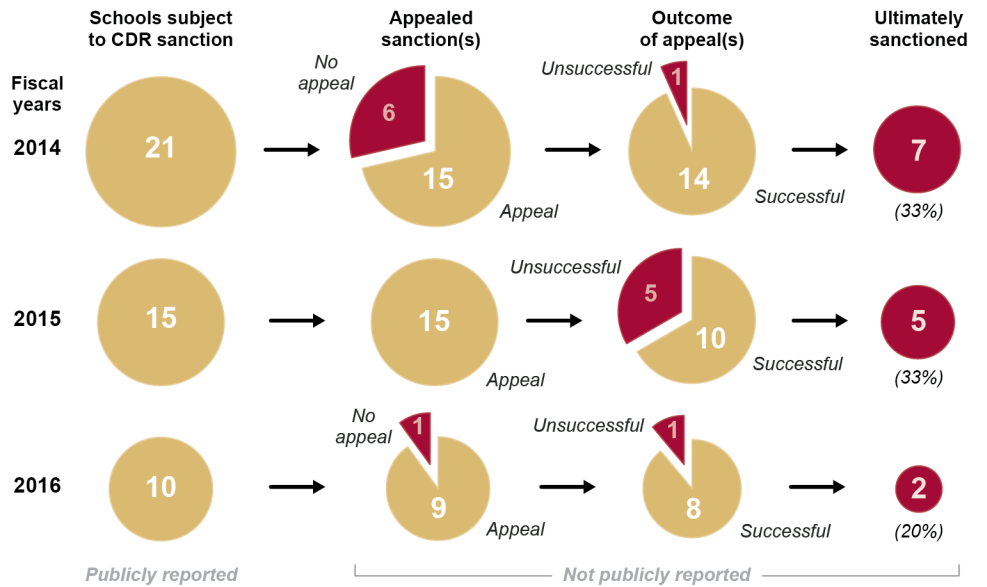 Schools subject
to CDR sanction
Appealed
sanction(s)
Outcome
of appeal(s)
Ultimately
sanctioned
Fiscal
years
2014
21
No
appeal
6
15
Appeal
Unsuccessful
1
14
Successful
7
(33%)
2015
15
15
Appeal
Unsuccessful
5
10
Successful
5
(33%)
2016
10
No
appeal
1
9
Appeal
Unsuccessful
1
8
Successful
2
(20%)
Publicly reported
Not publicly reported